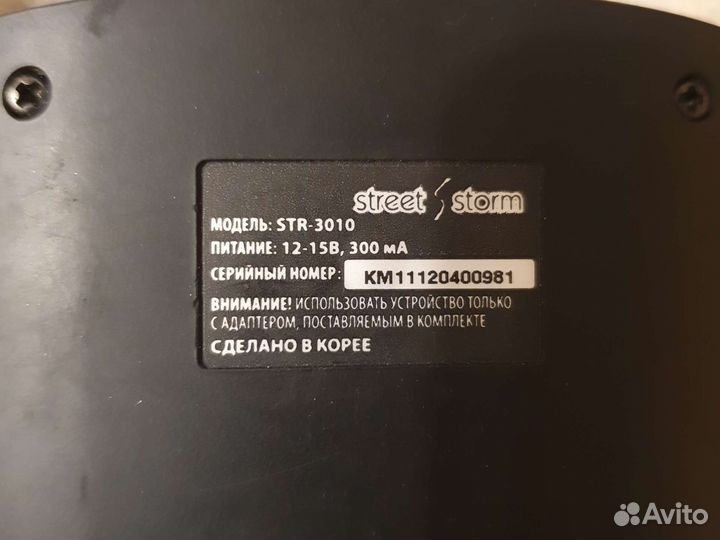 street storm
МОДЕЛЬ: STR-3010
ПИТАНИЕ: 12-15В, 300 мА
СЕРИЙНЫЙ НОМЕР: KM11120400981
ВНИМАНИЕ! ИСПОЛЬЗОВАТЬ УСТРОЙСТВО ТОЛЬКО
С АДАПТЕРОМ, ПОСТАВЛЯЕМЫМ В КОМПЛЕКТЕ
СДЕЛАНО В КОРЕЕ
Avito